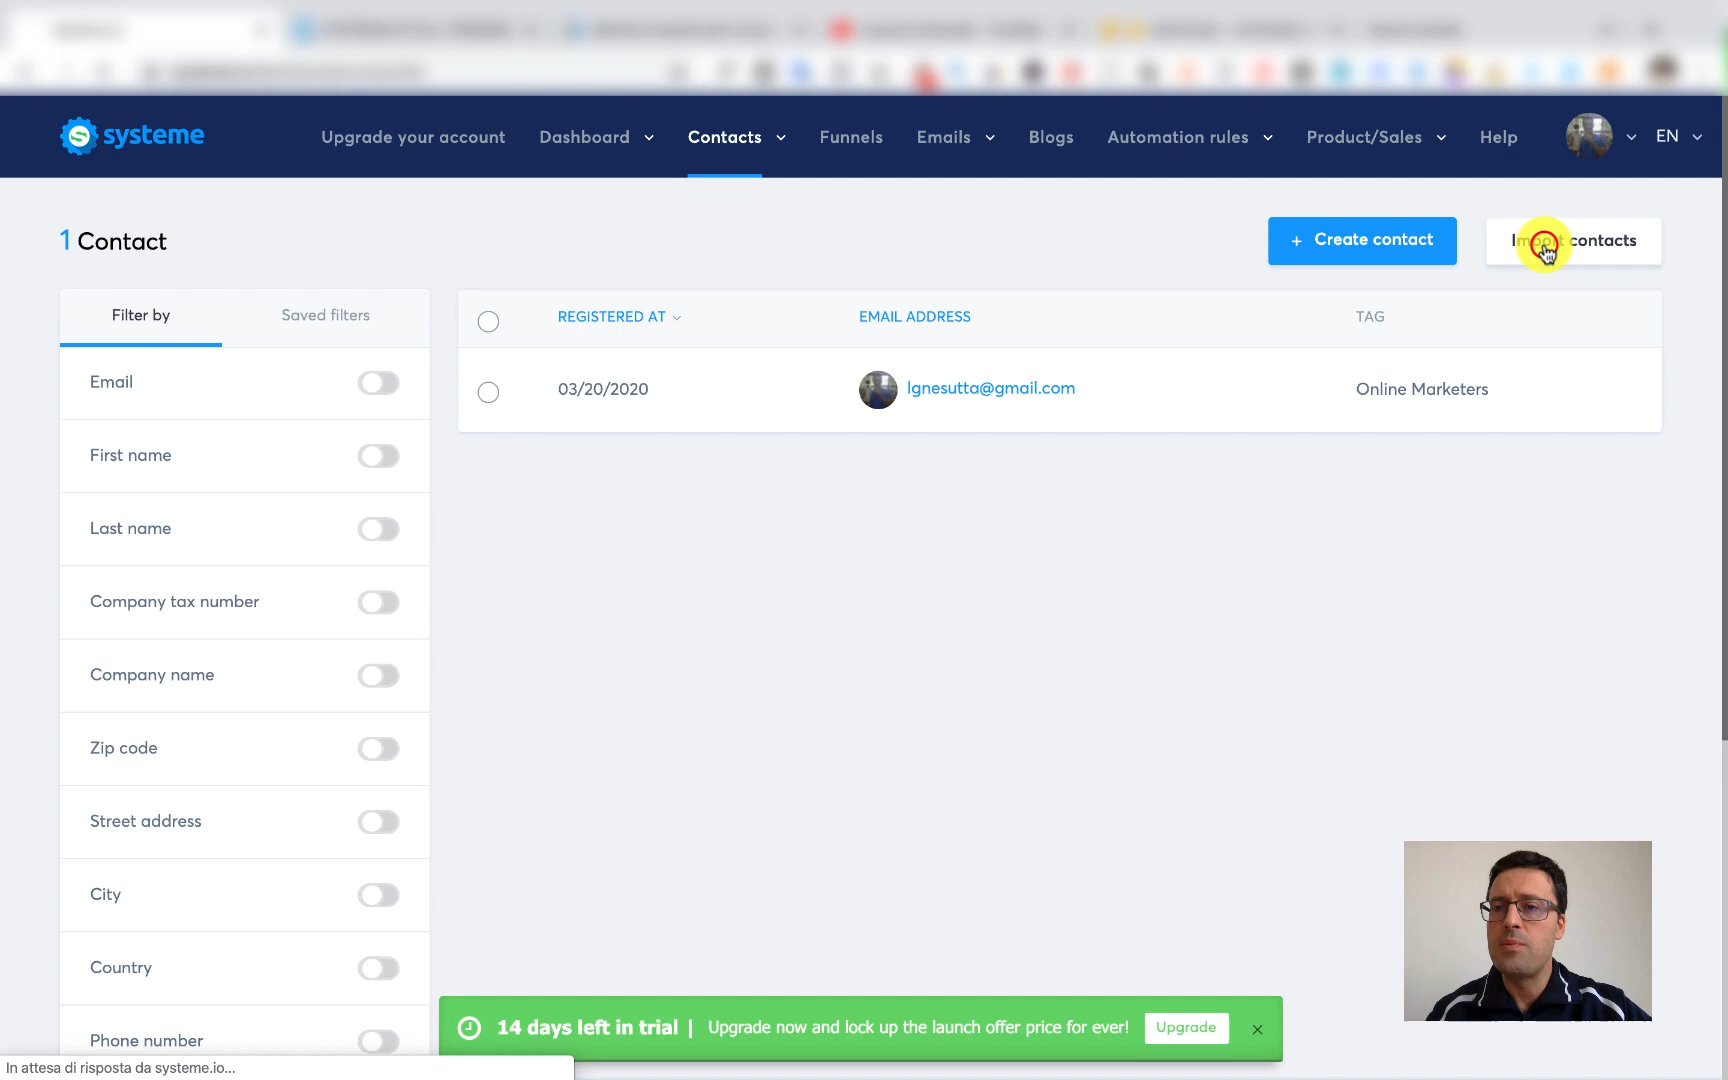 systeme
Upgrade your account
Dashboard
Contacts
Funnels
Emails
Blogs
Automation rules
Product/Sales
Help
EN
1 Contact
+ Create contact
Import contacts
Filter by
Saved filters
REGISTERED AT
EMAIL ADDRESS
TAG
03/20/2020
lgnesutta@gmail.com
Online Marketers
Email
First name
Last name
Company tax number
Company name
Zip code
Street address
City
Country
Phone number
14 days left in trial | Upgrade now and lock up the launch offer price for ever!
Upgrade
In attesa di risposta da systeme.io...